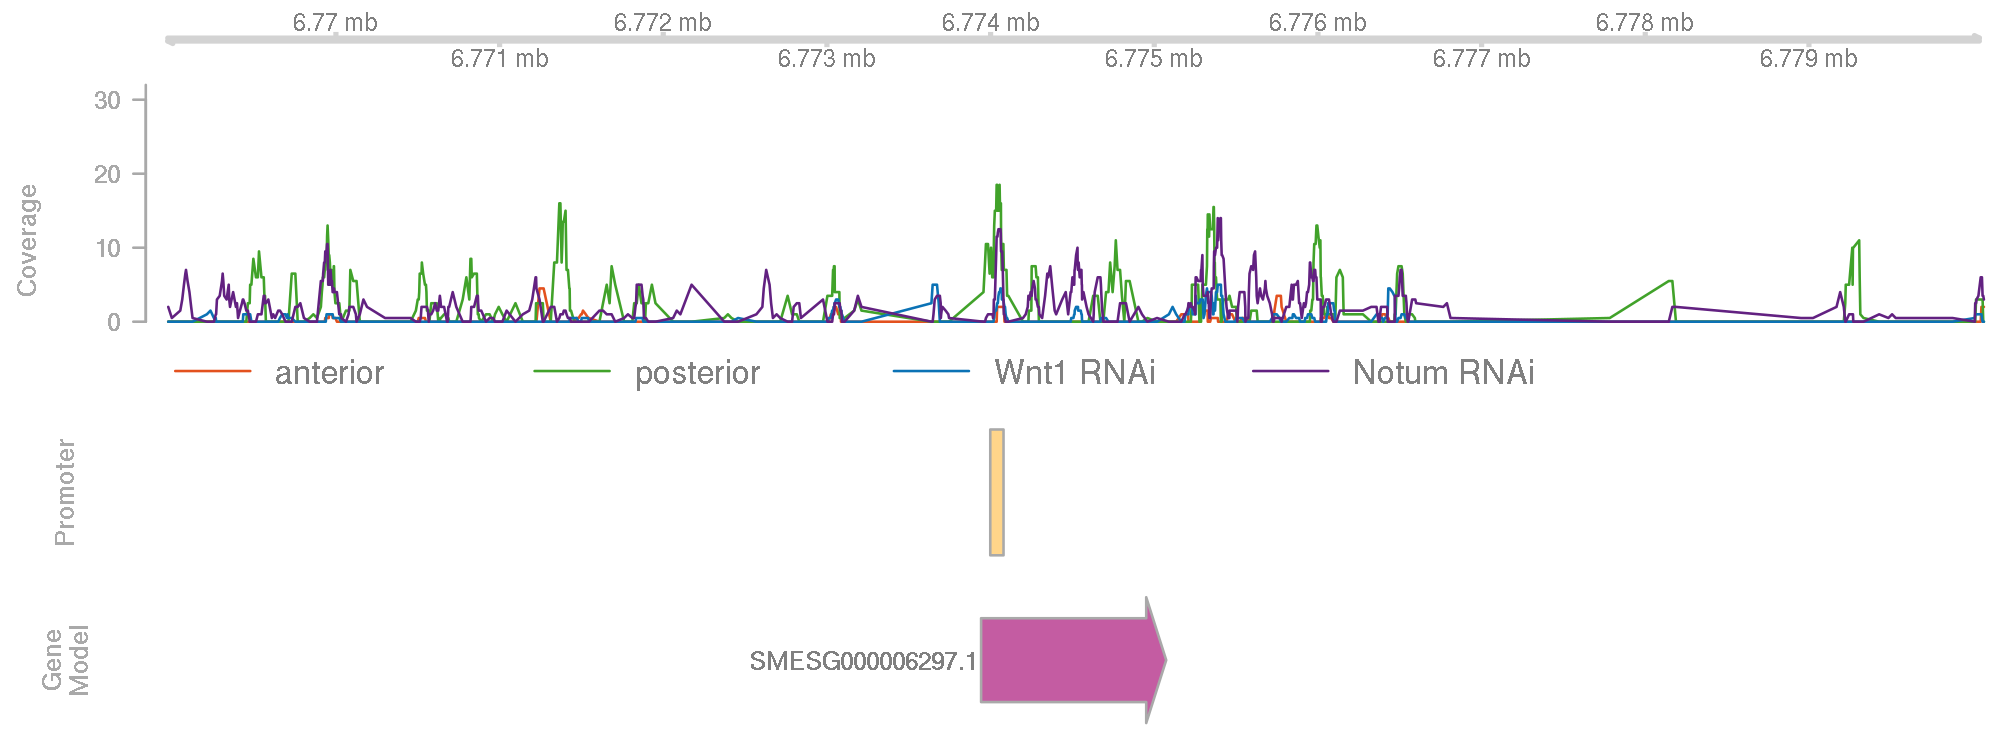 6.77 mb 6.772 mb 6.774 mb 6.776 mb 6.778 mb
6.771 mb 6.773 mb 6.775 mb 6.777 mb 6.779 mb
Coverage
30
20
10
0
anterior posterior Wnt1 RNAi Notum RNAi
Promoter
Gene
Model
SMESG000006297.1